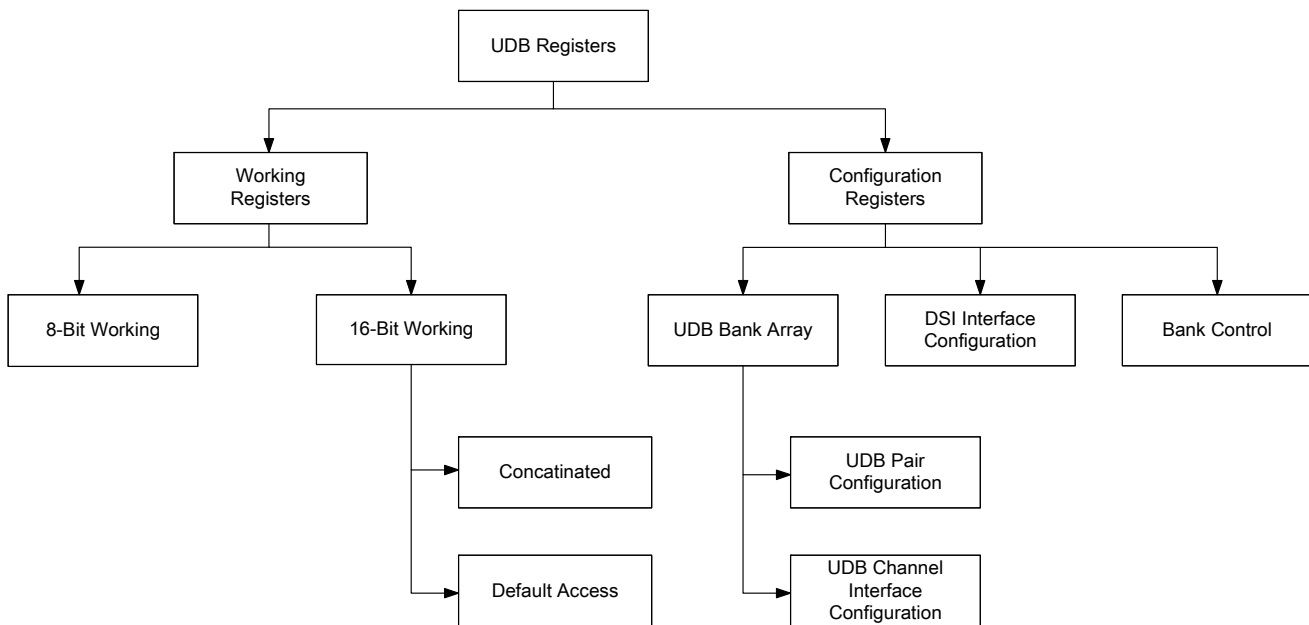 UDB Registers
Working
Registers
Configuration
Registers
8-Bit Working
16-Bit Working
UDB Bank Array
DSI Interface
Configuration
Bank Control
Concatinated
UDB Pair
Configuration
Default Access
UDB Channel
Interface
Configuration